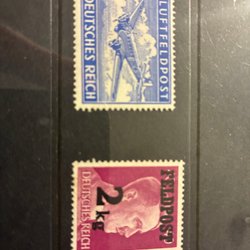 DEUTSCHES REICH
LUFTFELDPOST
DEUTSCHES REICH
2 kg
FELDPOST